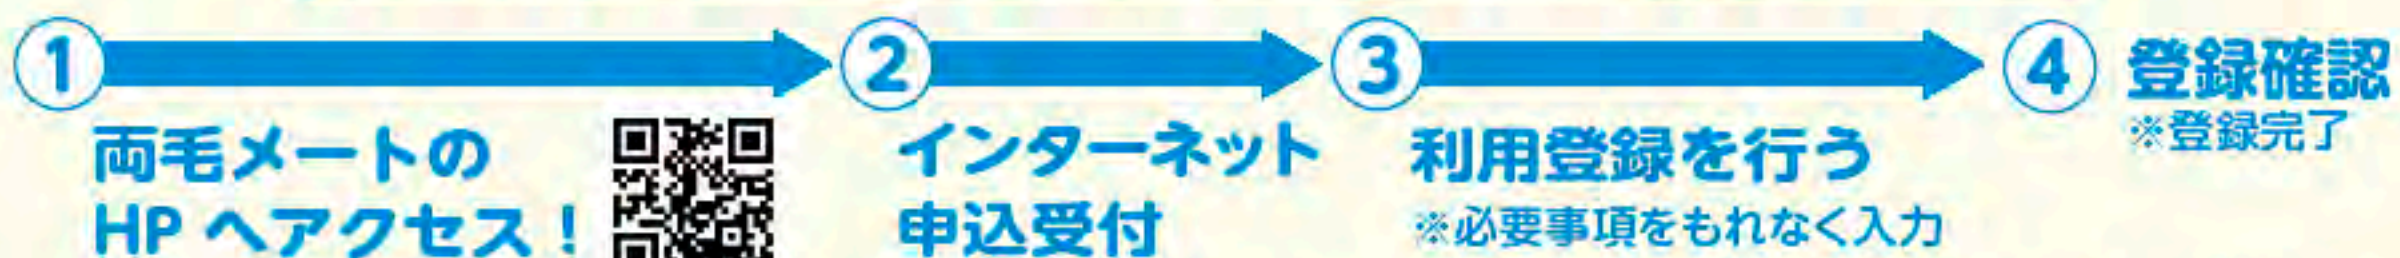 ①
両毛メートの
HP へアクセス！
②
インターネット
申込受付
③
利用登録を行う
※必要事項をもれなく入力
④ 登録確認
※登録完了